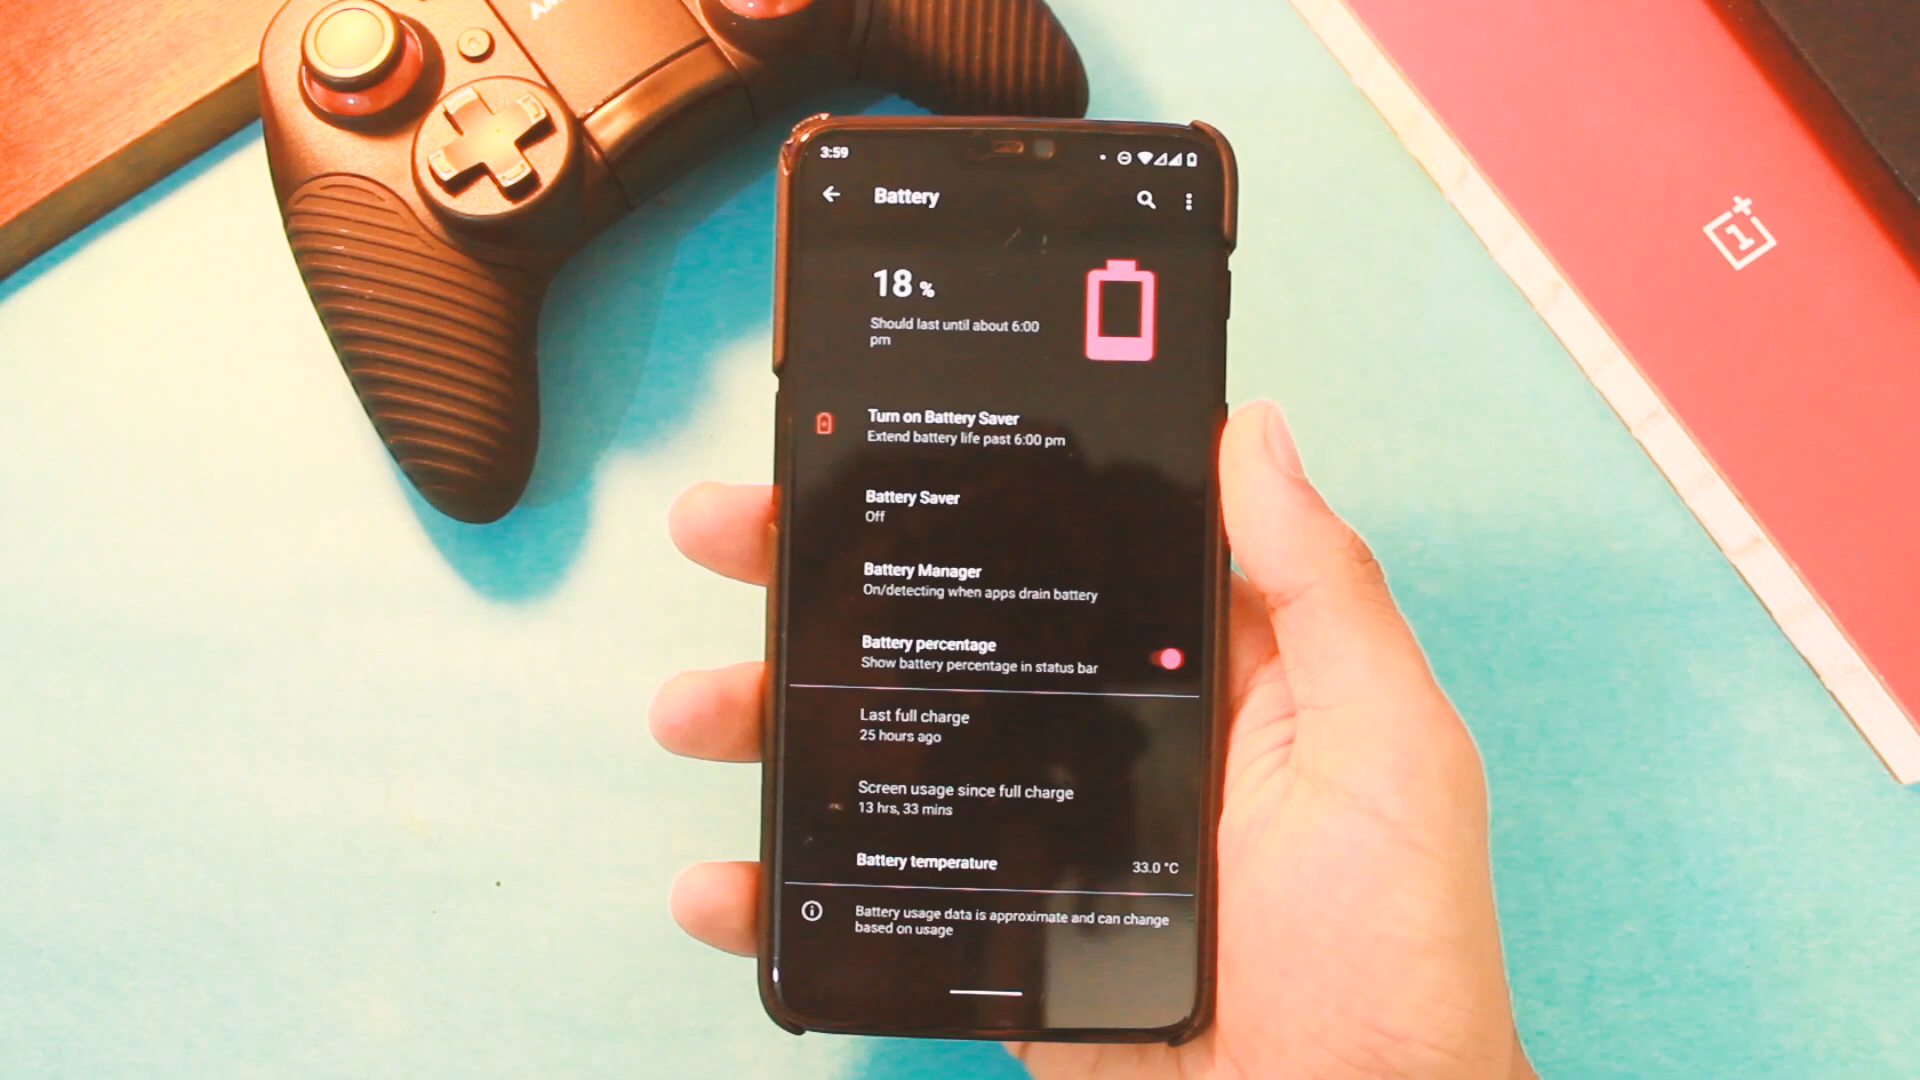 3:59
Battery
18 %
Should last until about 6:00
pm
Turn on Battery Saver
Extend battery life past 6:00 pm
Battery Saver
Off
Battery Manager
On/detecting when apps drain battery
Battery percentage
Show battery percentage in status bar
Last full charge
25 hours ago
Screen usage since full charge
13 hrs, 33 mins
Battery temperature
33.0 °C
Battery usage data is approximate and can change
based on usage
1+